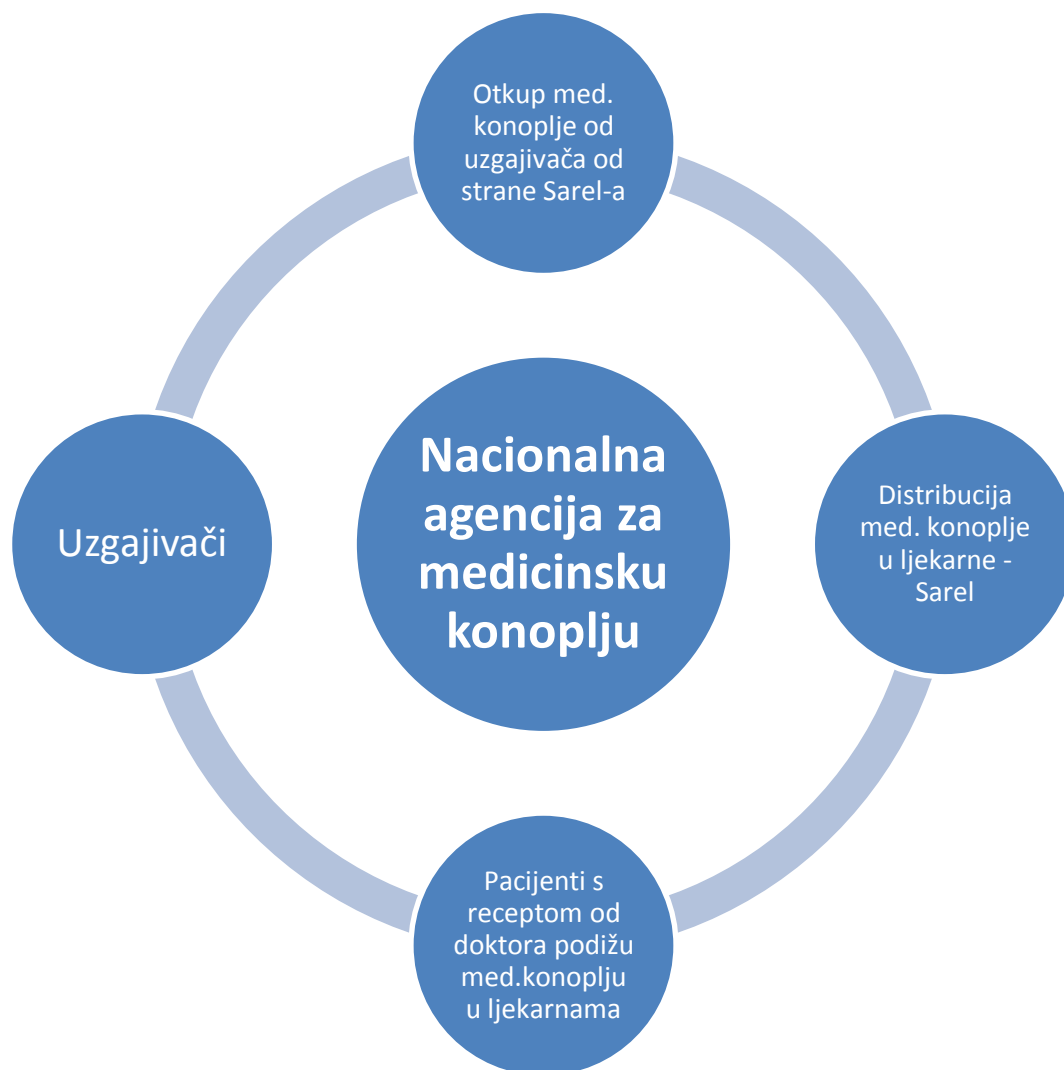 Otkup med.
konoplje od
uzgajivača od
strane Sarel-a
Nacionalna
agencija za
medicinsku
konoplju
Uzgajivači
Distribucija
med. konoplje
u ljekarne -
Sarel
Pacijenti s
receptom od
doktora podižu
med.konoplju
u ljekarnama